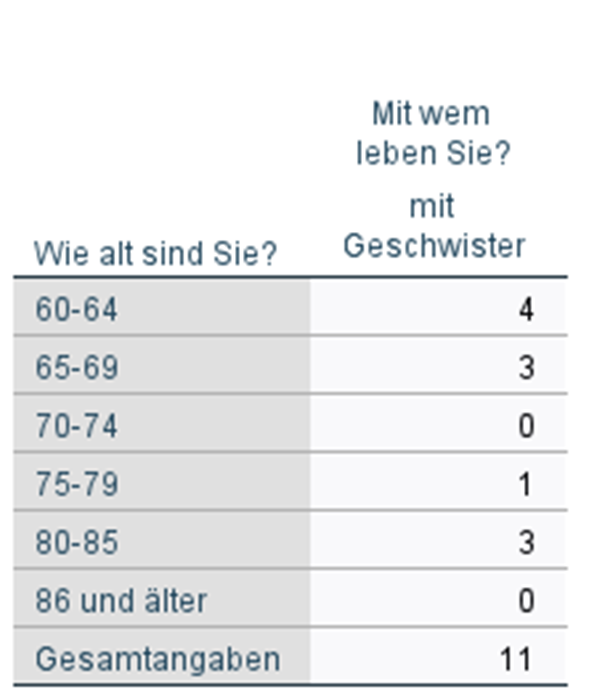 Mit wem
leben Sie?
mit
Wie alt sind Sie? Geschwister
60-64 4
65-69 3
70-74 0
75-79 1
80-85 3
86 und älter 0
Gesamtangaben 11